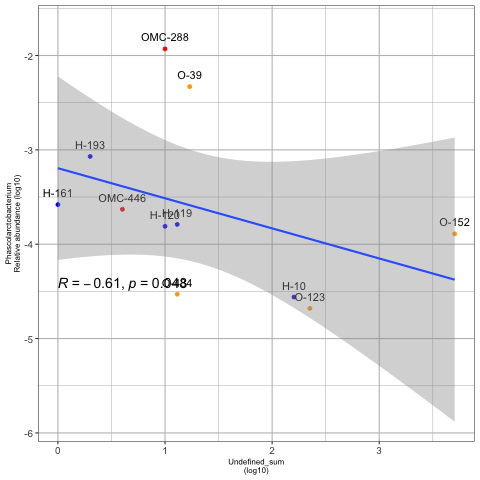 OMC-288
O-39
H-193
OMC-446
H-161
H-119
O-152
R = −0.61, p = 0.048
H-10
O-123
-2
-3
-4
-5
-6
0
1
2
3
Phascolarctobacterium
Relative abundance (log10)
Undefined_sum
(log10)